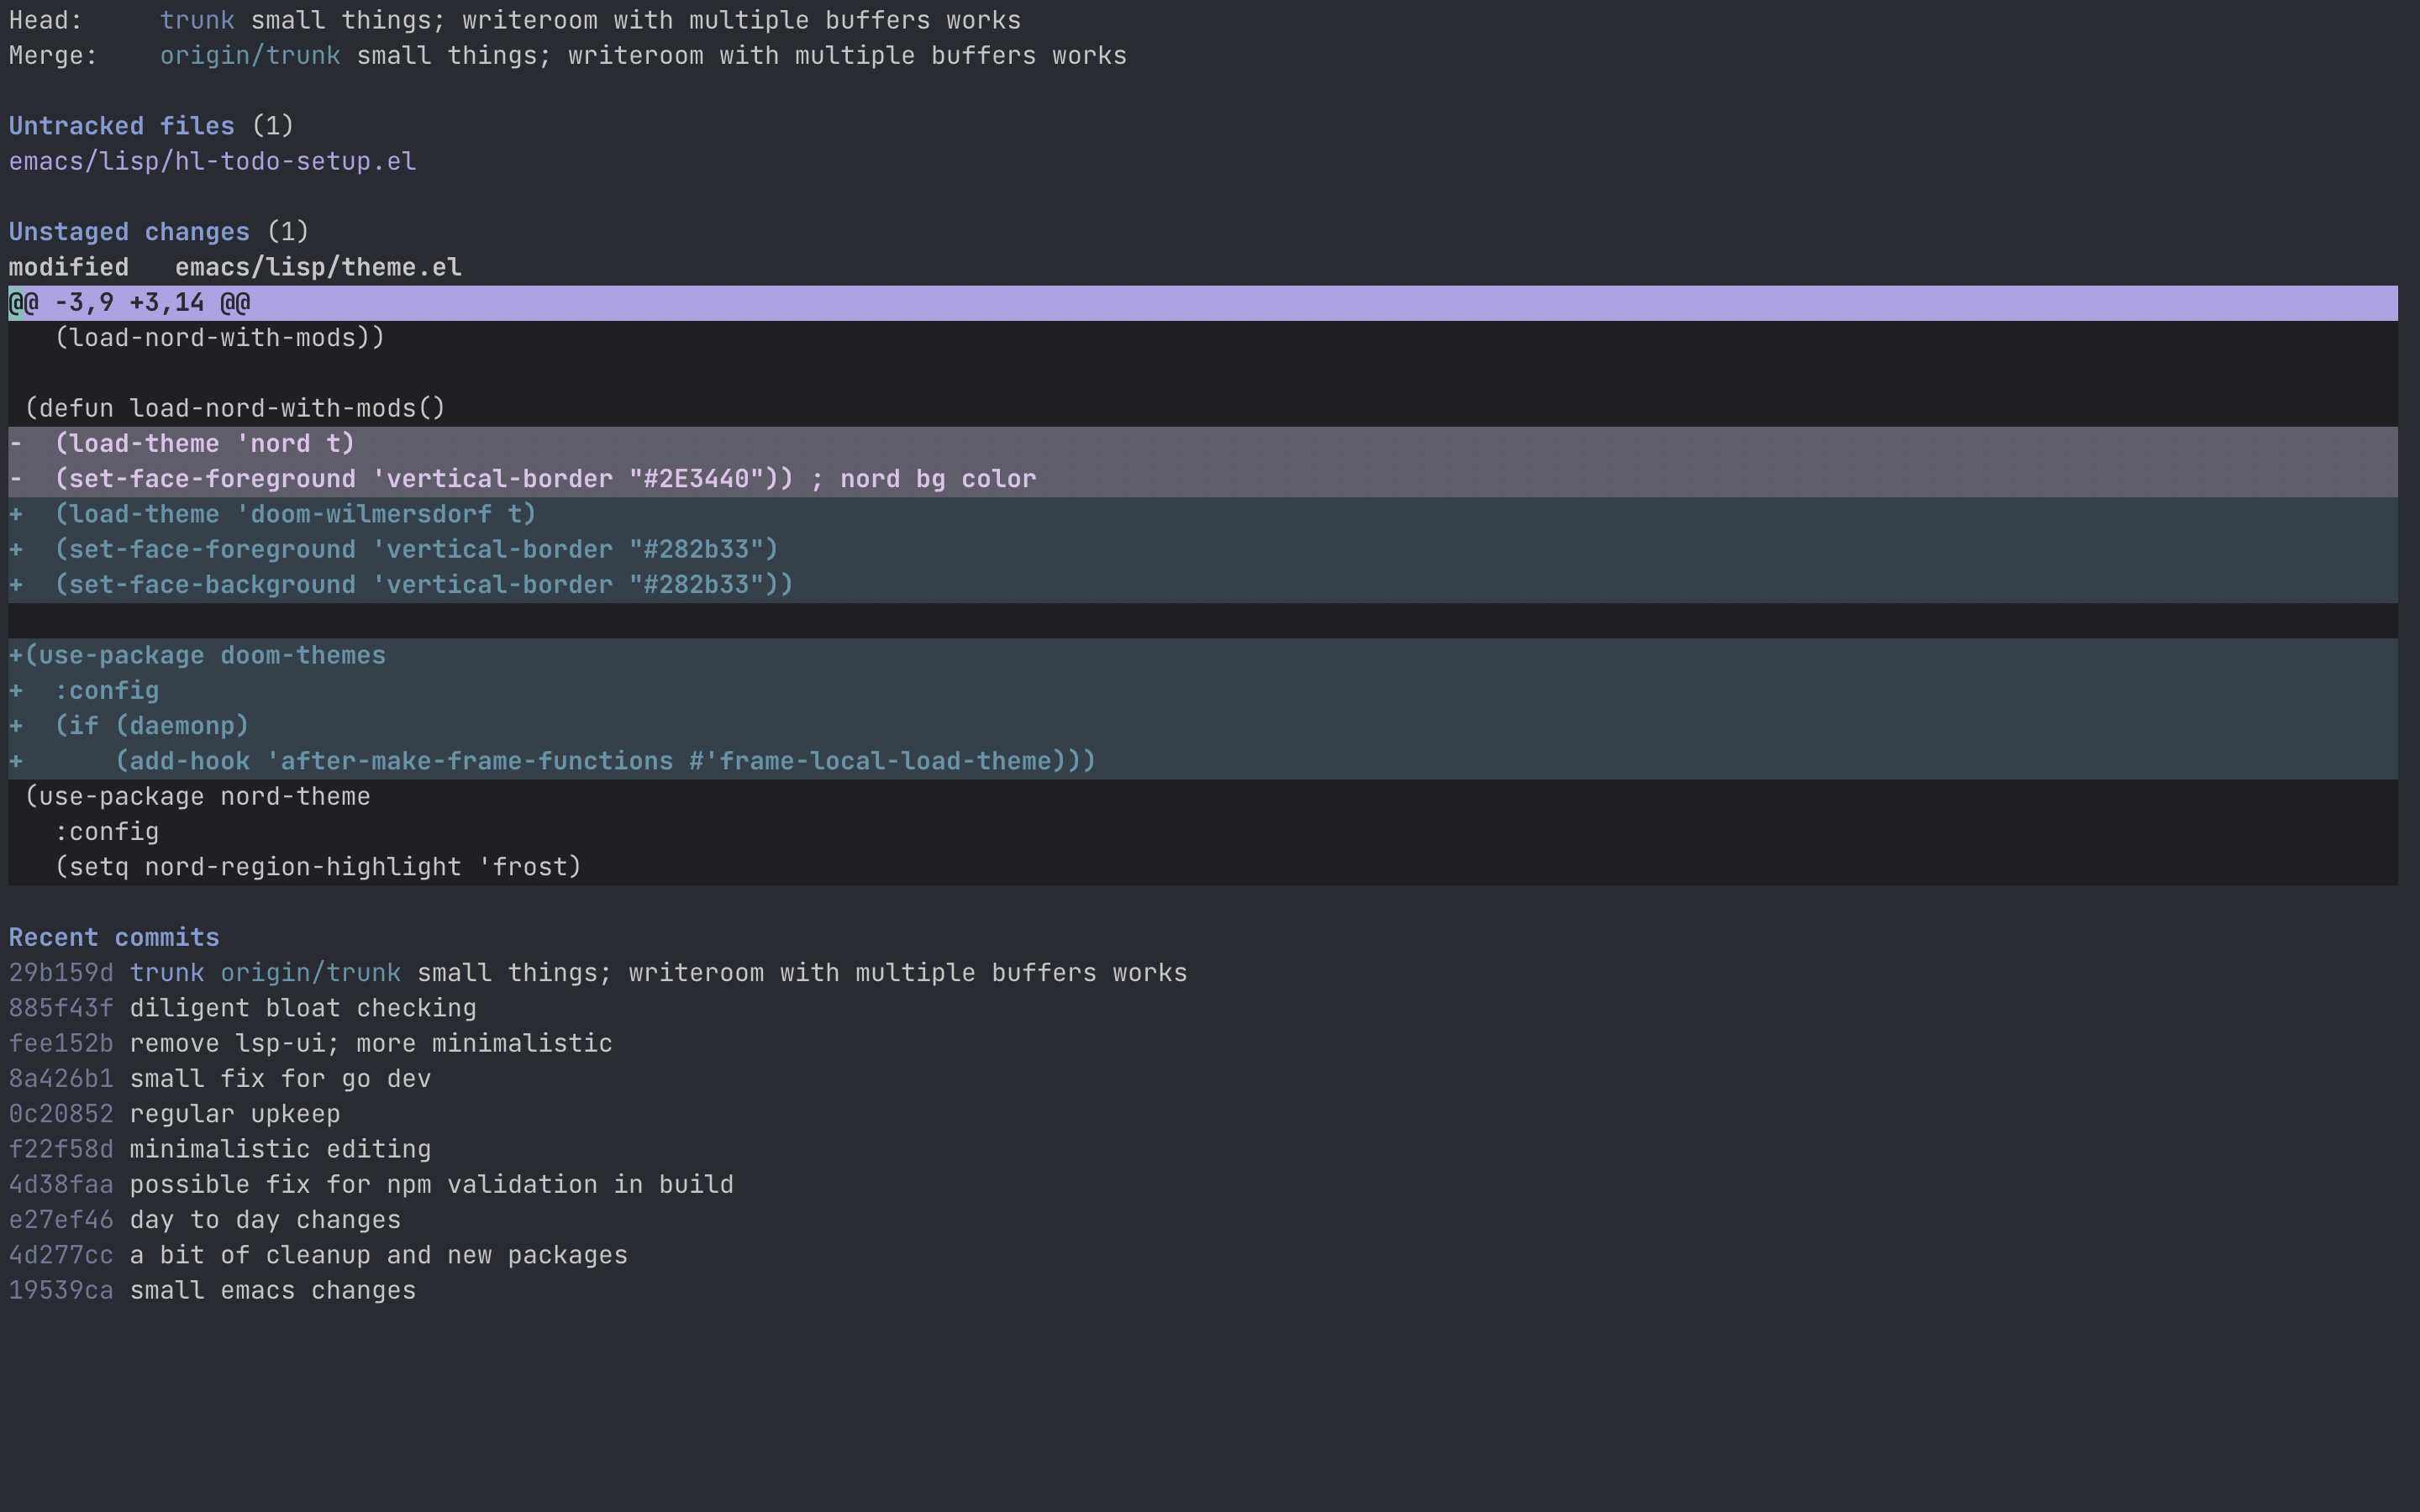 Head:     trunk small things; writeroom with multiple buffers works
Merge:    origin/trunk small things; writeroom with multiple buffers works

Untracked files (1)
emacs/lisp/hl-todo-setup.el

Unstaged changes (1)
modified   emacs/lisp/theme.el
@@ -3,9 +3,14 @@
   (load-nord-with-mods))

 (defun load-nord-with-mods()
-  (load-theme 'nord t)
-  (set-face-foreground 'vertical-border "#2E3440")) ; nord bg color
+  (load-theme 'doom-wilmersdorf t)
+  (set-face-foreground 'vertical-border "#282b33")
+  (set-face-background 'vertical-border "#282b33"))

+(use-package doom-themes
+  :config
+  (if (daemonp)
+      (add-hook 'after-make-frame-functions #'frame-local-load-theme)))
 (use-package nord-theme
   :config
   (setq nord-region-highlight 'frost)

Recent commits
29b159d trunk origin/trunk small things; writeroom with multiple buffers works
885f43f diligent bloat checking
fee152b remove lsp-ui; more minimalistic
8a426b1 small fix for go dev
0c20852 regular upkeep
f22f58d minimalistic editing
4d38faa possible fix for npm validation in build
e27ef46 day to day changes
4d277cc a bit of cleanup and new packages
19539ca small emacs changes